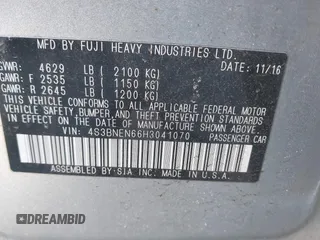 MFD. BY FUJI HEAVY INDUSTRIES LTD.
GVWR: 4629 LB ( 2100 KG) DATE: 11/16
GAWR: F 2535 LB ( 1150 KG)
GAWR: R 2645 LB ( 1200 KG)
THIS VEHICLE CONFORMS TO ALL APPLICABLE FEDERAL MOTOR
VEHICLE SAFETY, BUMPER, AND THEFT PREVENTION STANDARDS IN
EFFECT ON THE DATE OF MANUFACTURE SHOWN ABOVE.
VIN: 4S3BNEN66H3041070 PASSENGER CAR
ASSEMBLED BY SIA INC. MADE IN U.S.A.
DREAMBID